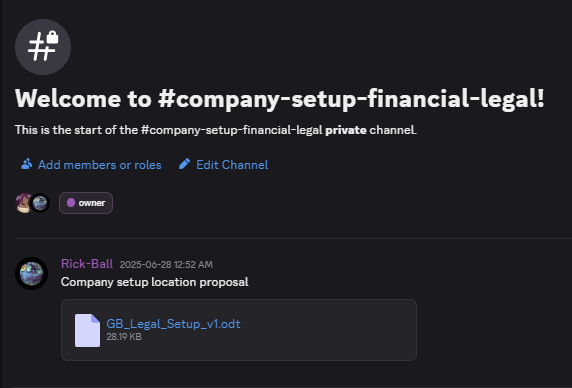 Welcome to #company-setup-financial-legal!
This is the start of the #company-setup-financial-legal private channel.
Add members or roles Edit Channel
owner
Rick-Ball 2025-06-28 12:52 AM
Company setup location proposal
GB_Legal_Setup_v1.odt
28.19 KB